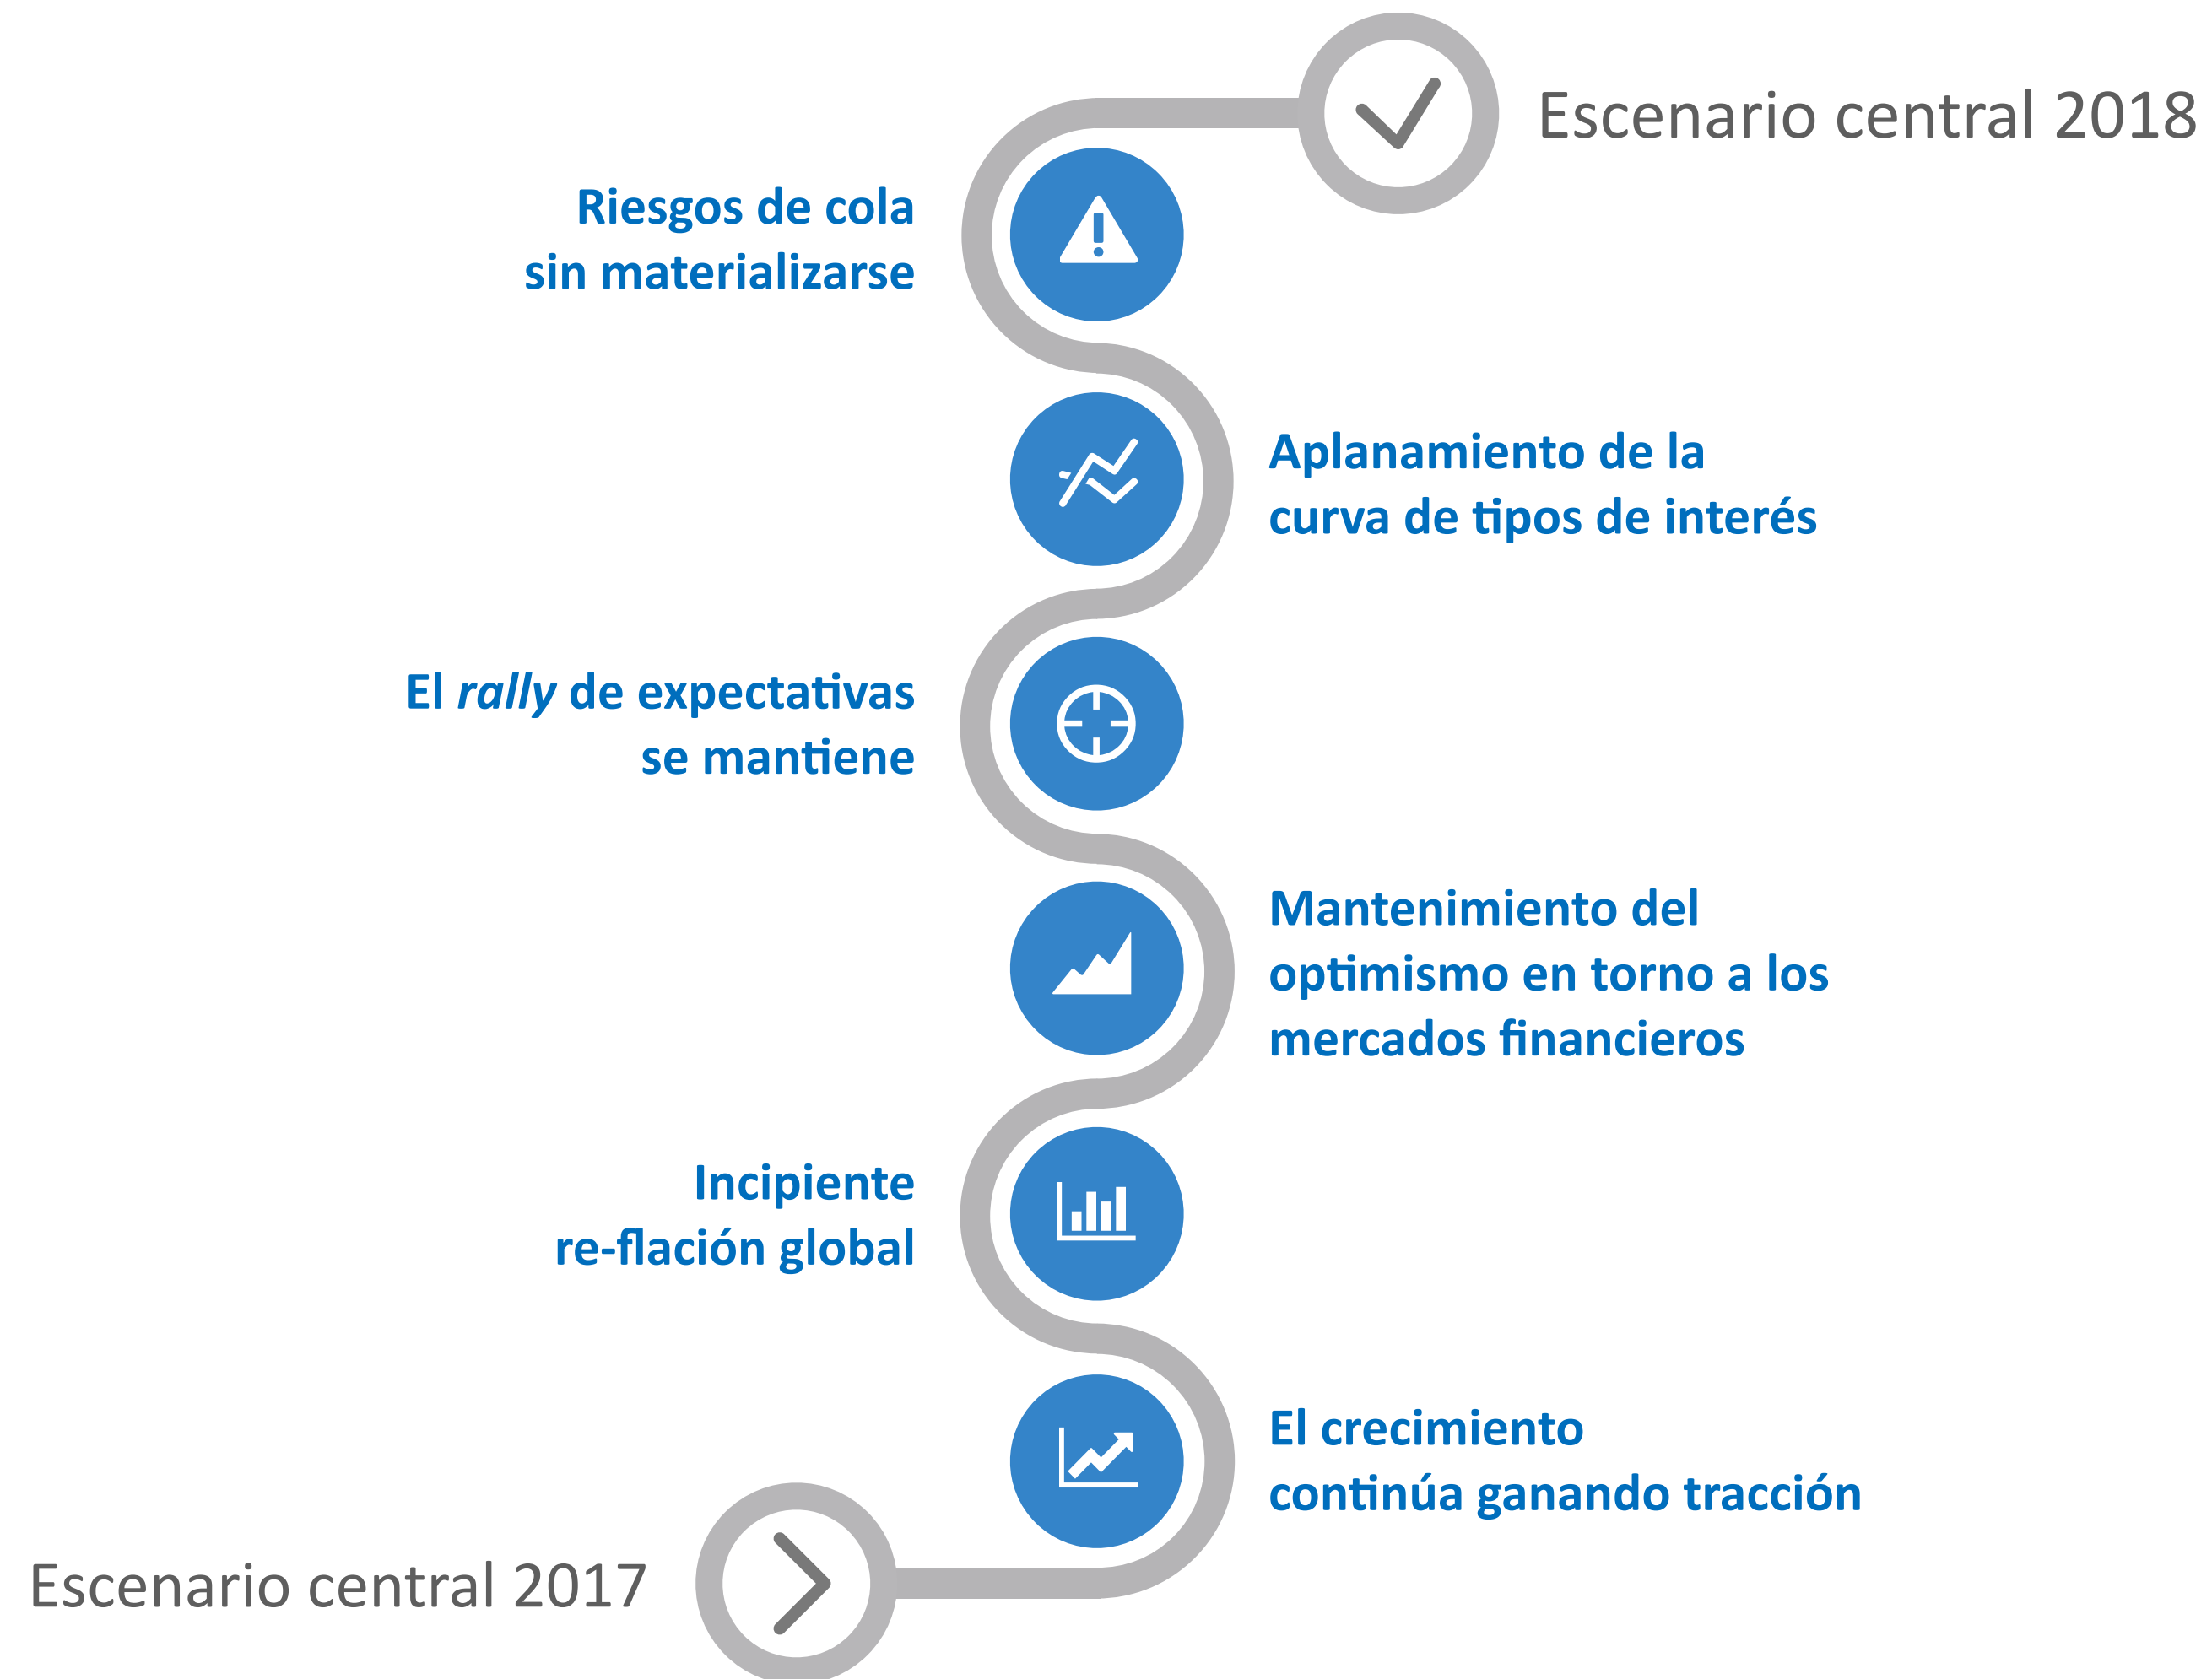 Escenario central 2018
Riesgos de cola
sin materializarse
Aplanamiento de la
curva de tipos de interés
El rally de expectativas
se mantiene
Mantenimiento del
optimismo en torno a los
mercados financieros
Incipiente
re-flación global
El crecimiento
continúa ganando tracción
Escenario central 2017